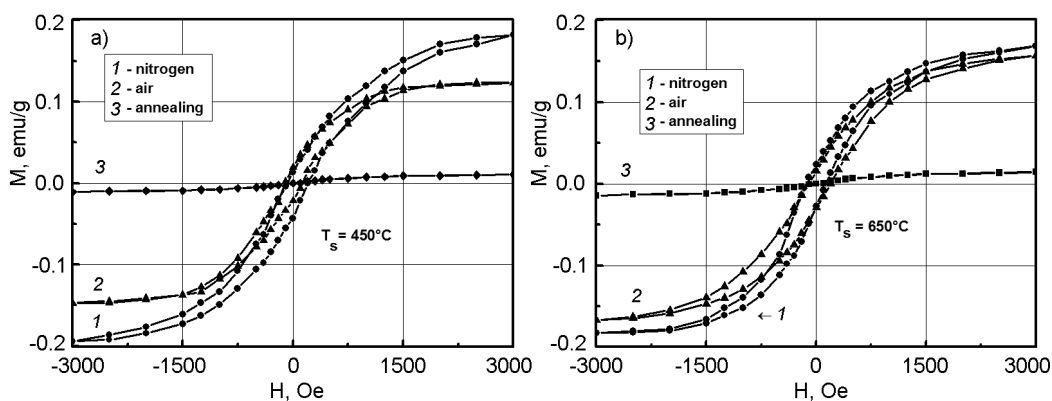 a)
1 - nitrogen
2 - air
3 - annealing
M, emu/g
0.2
0.1
0.0
-0.1
-0.2
3
2
1
T_s = 450°C
-3000 -1500 0 1500 3000
H, Oe
b)
1 - nitrogen
2 - air
3 - annealing
M, emu/g
0.2
0.1
0.0
-0.1
-0.2
3
2
← 1
T_s = 650°C
-3000 -1500 0 1500 3000
H, Oe